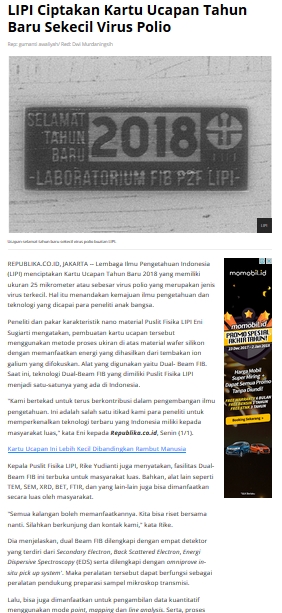 LIPI Ciptakan Kartu Ucapan Tahun
Baru Sekecil Virus Polio
Rep: gumanti awaliyah/ Red: Dwi Murdaningsih
SELAMAT
TAHUN
BARU
2018
-LABORATORIUM FIB P2F LIPI-
LIPI
Ucapan selamat tahun baru sekecil virus polio buatan LIPI.
REPUBLIKA.CO.ID, JAKARTA -- Lembaga Ilmu Pengetahuan Indonesia
(LIPI) menciptakan Kartu Ucapan Tahun Baru 2018 yang memiliki
ukuran 25 mikrometer atau sebesar virus polio yang merupakan jenis
virus terkecil. Hal itu menandakan kemajuan ilmu pengetahuan dan
teknologi yang dicapai para peneliti anak bangsa.
Peneliti dan pakar karakteristik nano material Puslit Fisika LIPI Eni
Sugiarti mengatakan, pembuatan kartu ucapan tersebut
menggunakan metode proses ukiran di atas material wafer silikon
dengan memanfaatkan energi yang dihasilkan dari tembakan ion
galium yang difokuskan. Alat yang digunakan yaitu Dual- Beam FIB.
Saat ini, teknologi Dual-Beam FIB yang dimiliki Puslit Fisika LIPI
menjadi satu-satunya yang ada di Indonesia.
"Kami bertekad untuk terus berkontribusi dalam pengembangan ilmu
pengetahuan. Ini adalah salah satu itikad kami para peneliti untuk
memperkenalkan teknologi terbaru yang Indonesia miliki kepada
masyarakat luas," kata Eni kepada Republika.co.id, Senin (1/1).
Kartu Ucapan Ini Lebih Kecil Dibandingkan Rambut Manusia
Kepala Puslit Fisika LIPI, Rike Yudianti juga menyatakan, fasilitas Dual-
Beam FIB ini terbuka untuk masyarakat luas. Bahkan, alat lain seperti
TEM, SEM, XRD, BET, FTIR, dan yang lain-lain juga bisa dimanfaatkan
secara luas oleh masyarakat.
"Semua kalangan boleh memanfaatkannya. Kita bisa riset bersama
nanti. Silahkan berkunjung dan kontak kami," kata Rike.
Dia menjelaskan, dual Beam FIB dilengkapi dengan empat detektor
yang terdiri dari Secondary Electron, Back Scattered Electron, Energi
Dispersive Spectroscopy (EDS) serta dilengkapi dengan omniprore in-
situ pick up system'. Maka peralatan tersebut dapat berfungsi sebagai
peralatan pendukung preparasi sampel mikroskop transmisi.
Lalu, bisa juga dimanfaatkan untuk pengambilan data kuantitatif
menggunakan mode point, mapping dan line analysis. Serta, proses
momobil.id
PROMO SPESIAL
AKHIR TAHUN!